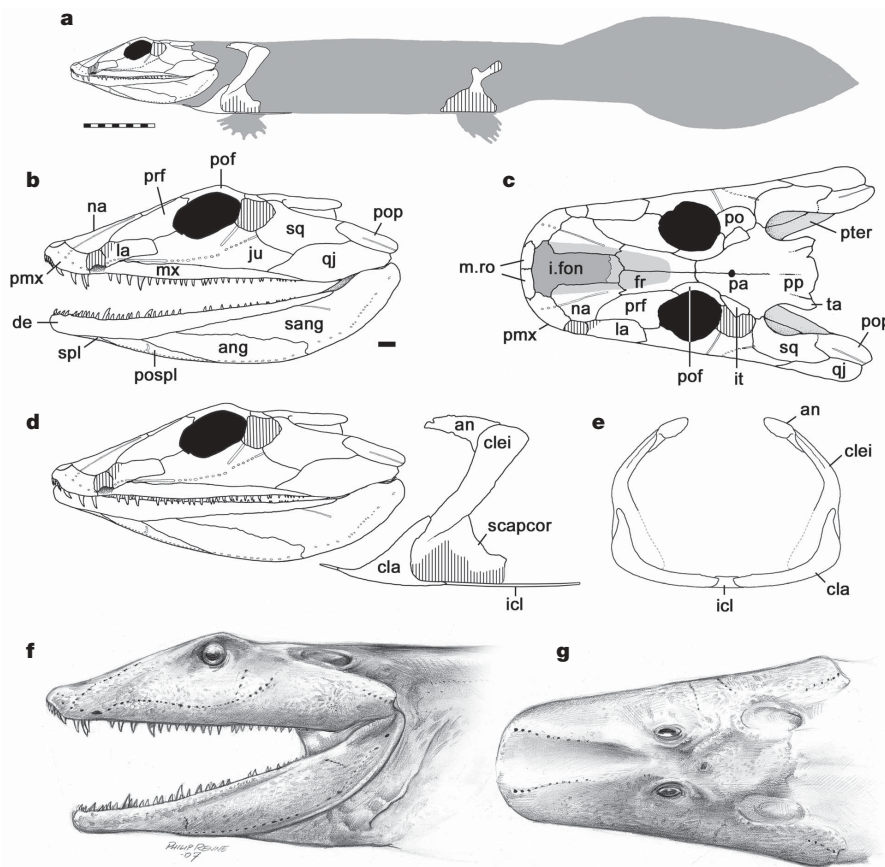 a
b
na
prf
pof
sq
pop
la
ju
qj
pmx
mx
de
sang
spl
ang
pospl
c
po
pter
m.ro
i.fon
fr
pa
pp
na
prf
ta
pmx
la
pop
sq
qj
pof
it
d
an
clei
scapcor
cla
icl
e
an
clei
cla
icl
f
PHILIP RENNE
-07
g